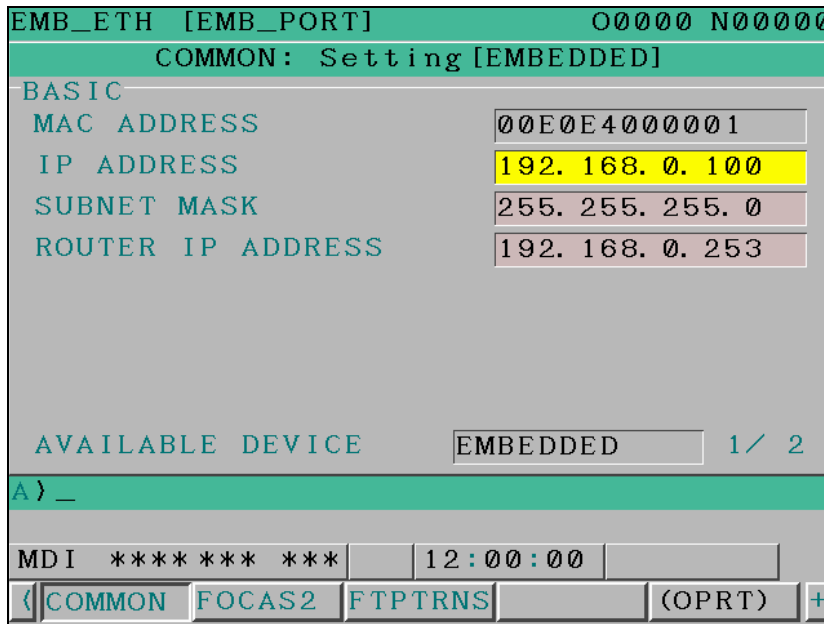 EMB_ETH [EMB_PORT] O0000 N00000
COMMON: Setting[EMBEDDED]
BASIC
MAC ADDRESS 00E0E4000001
IP ADDRESS 192.168.0.100
SUBNET MASK 255.255.255.0
ROUTER IP ADDRESS 192.168.0.253
AVAILABLE DEVICE EMBEDDED 1/ 2
A)_
MDI **** *** *** 12:00:00
( COMMON FOCAS2 FTPTRNS (OPRT) +